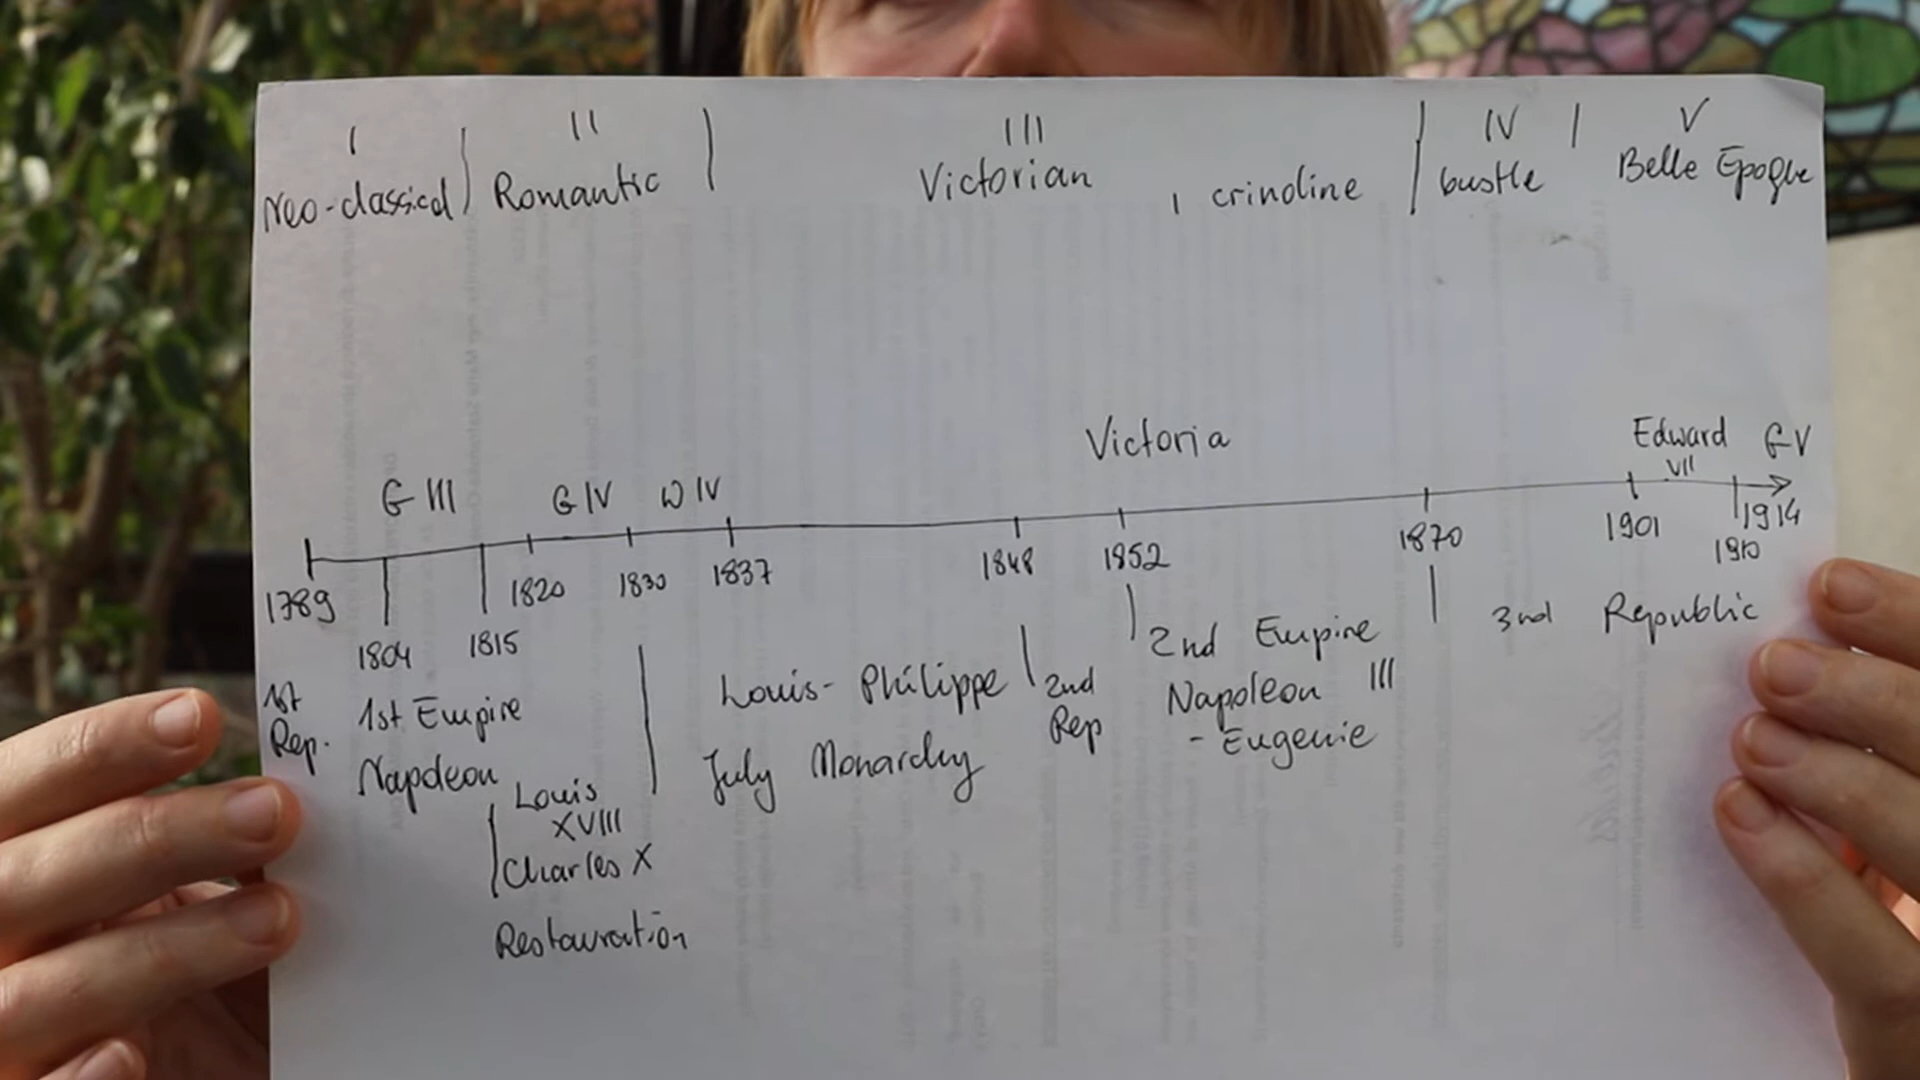 I II III IV V
Neo-classical Romantic Victorian crinoline bustle Belle Epoque
Victoria Edward VII G V
G III G IV W IV
1789 1804 1815 1820 1830 1837 1848 1852 1870 1901 1910 1914
1st Rep.
1st Empire
Napoleon
Louis XVIII
Charles X
Restauration
Louis-Philippe
July Monarchy
2nd Rep
2nd Empire
Napoleon III
- Eugenie
3nd Republic